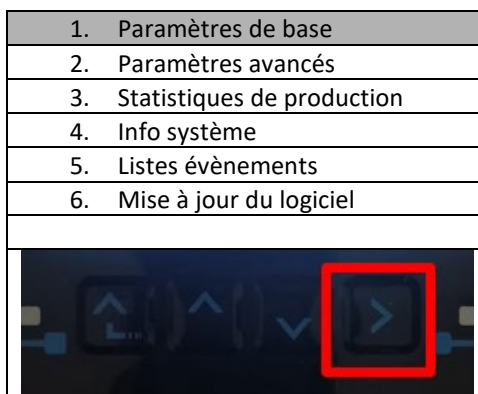 1. Paramètres de base
2. Paramètres avancés
3. Statistiques de production
4. Info système
5. Listes évènements
6. Mise à jour du logiciel